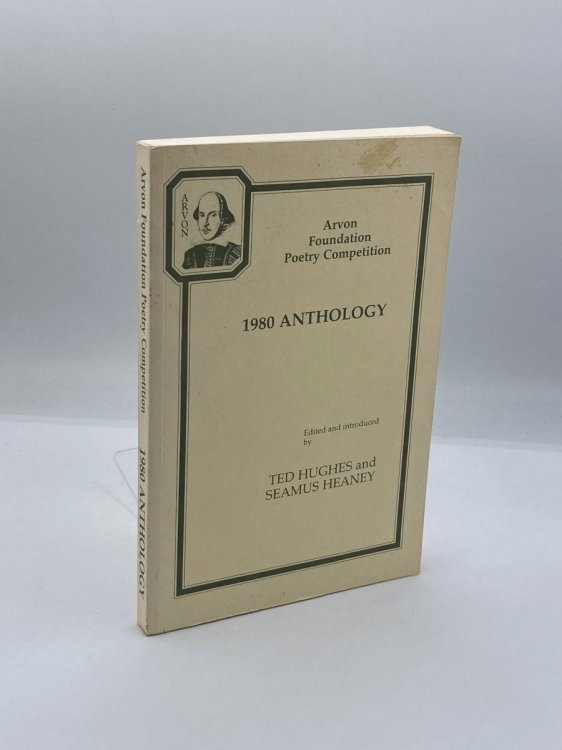 ARVON
Arvon
Foundation
Poetry Competition
1980 ANTHOLOGY
Edited and introduced
by
TED HUGHES and
SEAMUS HEANEY
Arvon Foundation Poetry Competition 1980 ANTHOLOGY